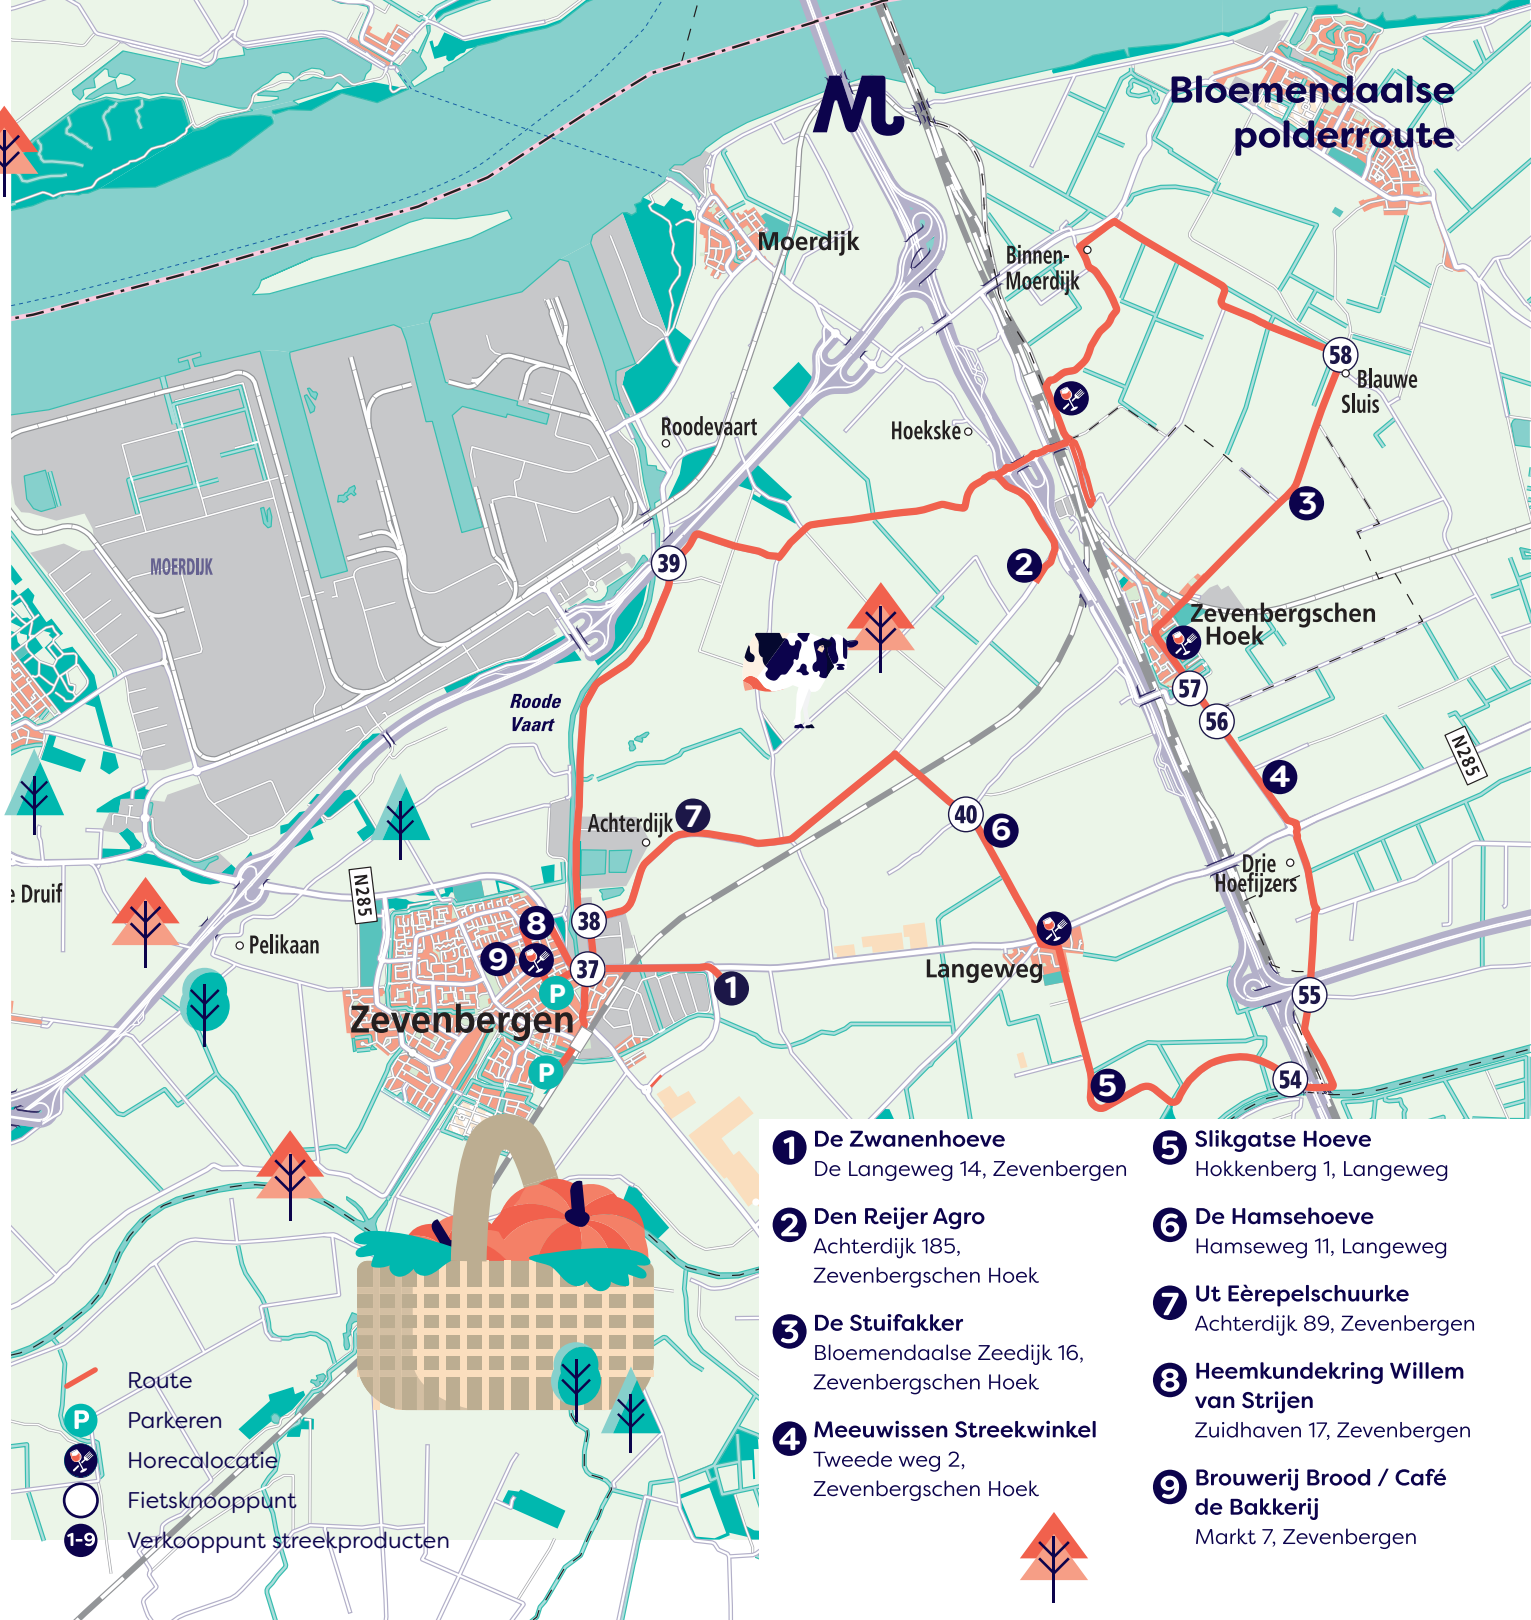 M
Bloemendaalse
polderroute
Moerdijk
Binnen-
Moerdijk
58
Blauwe
Sluis
Roodevaart
Hoekske
3
39
2
MOERDIJK
Zevenbergschen
Hoek
57
56
Roode
Vaart
N285
4
Achterdijk
7
40
6
Drie
Hoefijzers
e Druif
N285
8
38
Pelikaan
9
37
Langeweg
1
P
55
Zevenbergen
P
54
5
1 De Zwanenhoeve
De Langeweg 14, Zevenbergen
2 Den Reijer Agro
Achterdijk 185,
Zevenbergschen Hoek
3 De Stuifakker
Bloemendaalse Zeedijk 16,
Zevenbergschen Hoek
4 Meeuwissen Streekwinkel
Tweede weg 2,
Zevenbergschen Hoek
5 Slikgatse Hoeve
Hokkenberg 1, Langeweg
6 De Hamsehoeve
Hamseweg 11, Langeweg
7 Ut Eèrepelschuurke
Achterdijk 89, Zevenbergen
8 Heemkundekring Willem
van Strijen
Zuidhaven 17, Zevenbergen
9 Brouwerij Brood / Café
de Bakkerij
Markt 7, Zevenbergen
Route
P Parkeren
Horecalocatie
Fietsknooppunt
1-9 Verkooppunt streekproducten